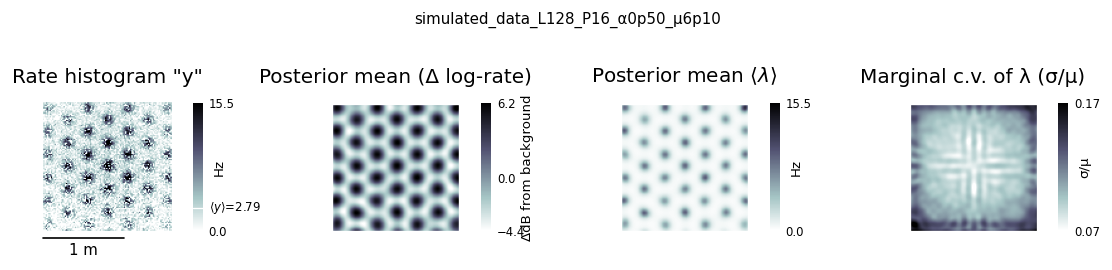 simulated_data_L128_P16_α0p50_μ6p10
Rate histogram "y"
15.5
Hz
⟨y⟩=2.79
0.0
1 m
Posterior mean (Δ log-rate)
6.2
0.0
−4.4
ΔdB from background
Posterior mean ⟨λ⟩
15.5
Hz
0.0
Marginal c.v. of λ (σ/μ)
0.17
σ/μ
0.07